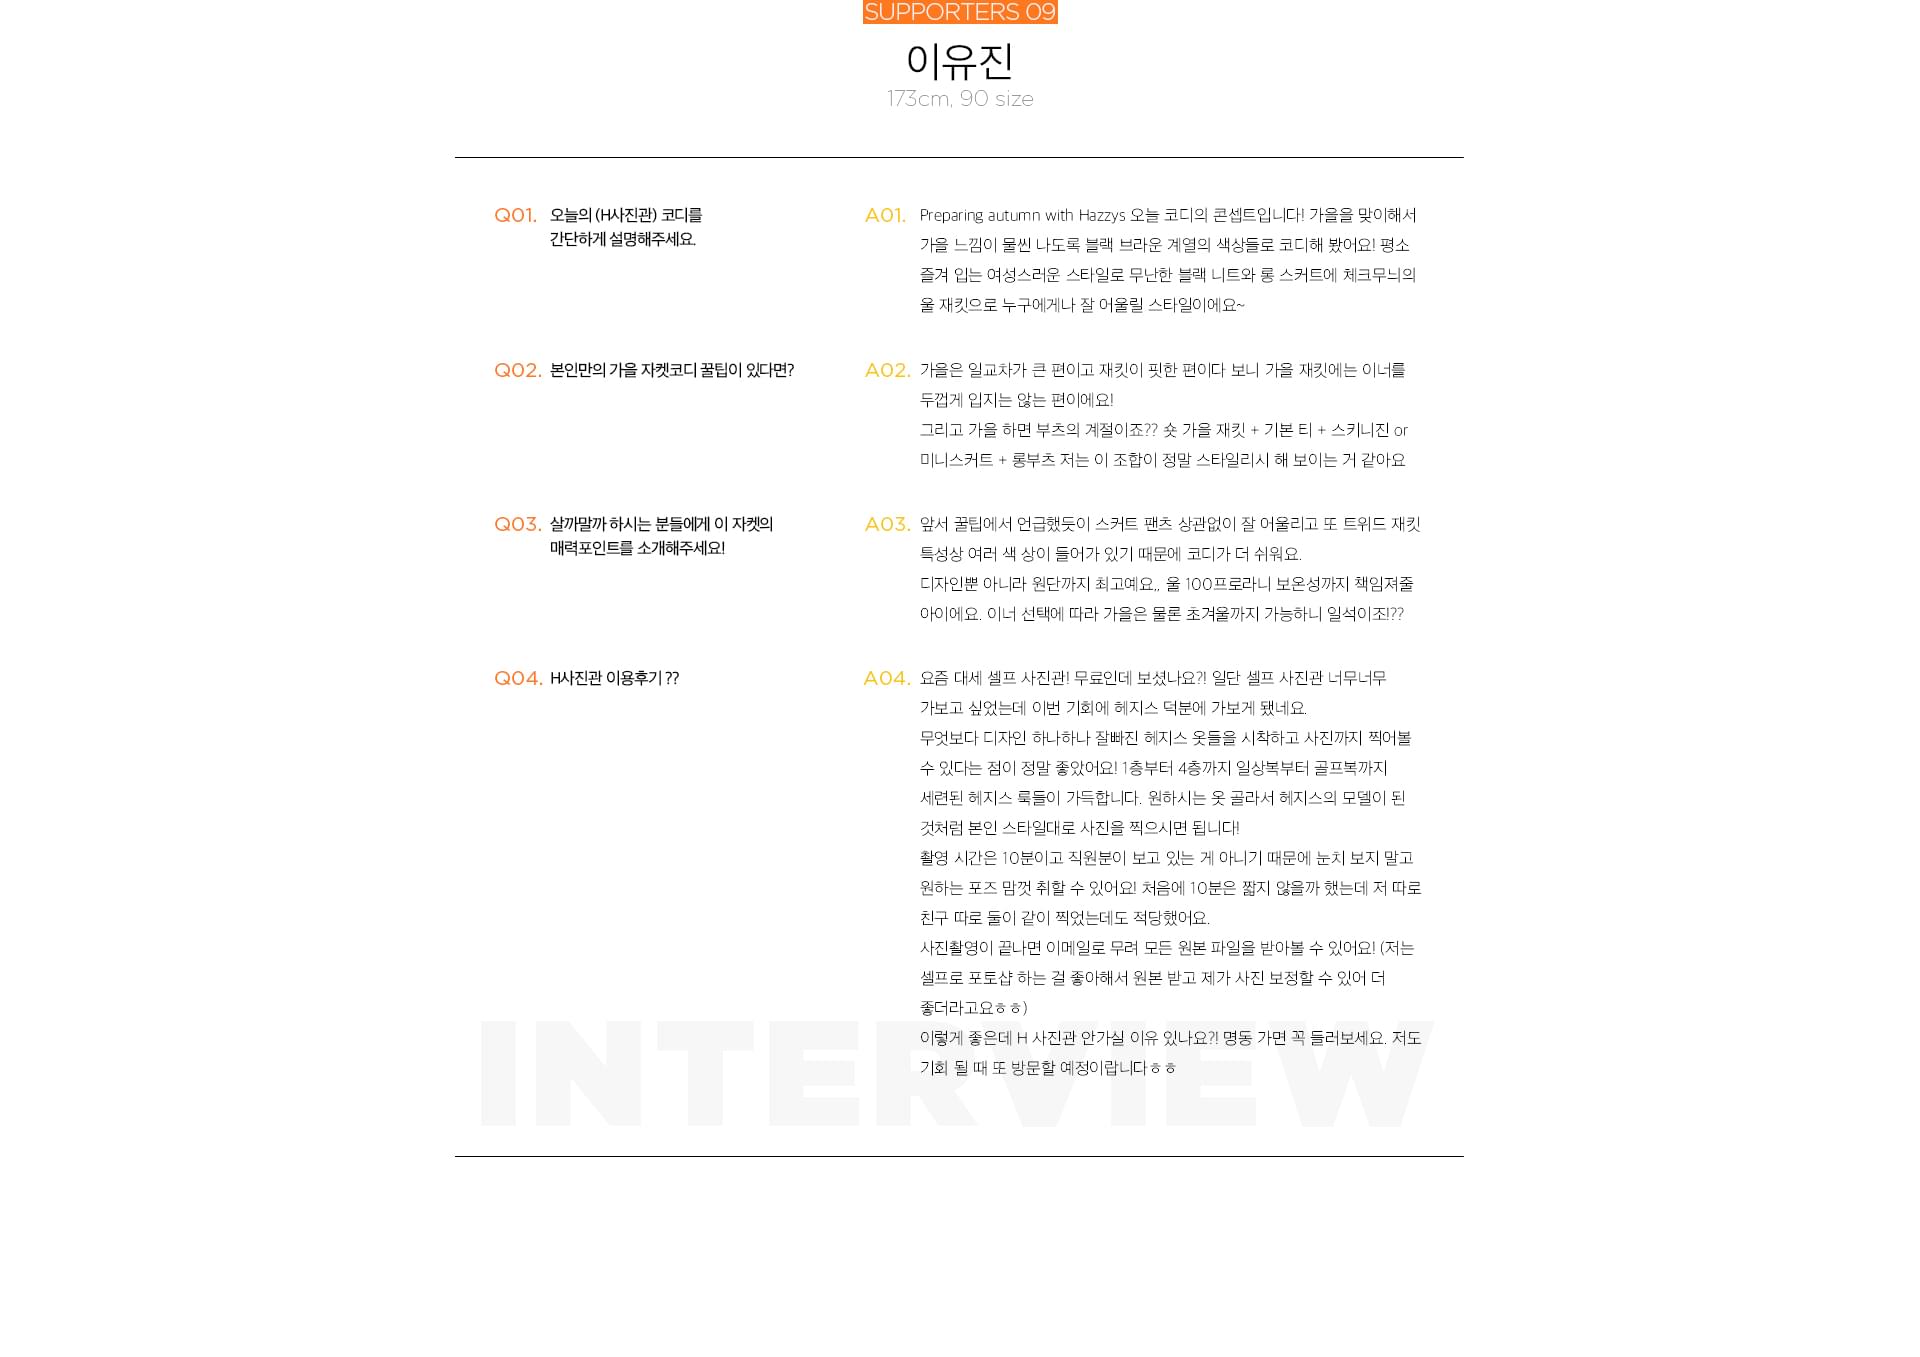 SUPPORTERS 09
이유진
173cm, 90 size
Q01. 오늘의 (H사진관) 코디를
간단하게 설명해주세요.
A01. Preparing autumn with Hazzys 오늘 코디의 콘셉트입니다! 가을을 맞이해서
가을 느낌이 물씬 나도록 블랙 브라운 계열의 색상들로 코디해 봤어요! 평소
즐겨 입는 여성스러운 스타일로 무난한 블랙 니트와 롱 스커트에 체크무늬의
울 재킷으로 누구에게나 잘 어울릴 스타일이에요~
Q02. 본인만의 가을 자켓코디 꿀팁이 있다면?
A02. 가을은 일교차가 큰 편이고 재킷이 핏한 편이다 보니 가을 재킷에는 이너를
두껍게 입지는 않는 편이에요!
그리고 가을 하면 부츠의 계절이죠?? 숏 가을 재킷 + 기본 티 + 스키니진 or
미니스커트 + 롱부츠 저는 이 조합이 정말 스타일리시 해 보이는 거 같아요
Q03. 살까말까 하시는 분들에게 이 자켓의
매력포인트를 소개해주세요!
A03. 앞서 꿀팁에서 언급했듯이 스커트 팬츠 상관없이 잘 어울리고 또 트위드 재킷
특성상 여러 색 상이 들어가 있기 때문에 코디가 더 쉬워요.
디자인뿐 아니라 원단까지 최고예요,, 울 100프로라니 보온성까지 책임져줄
아이에요. 이너 선택에 따라 가을은 물론 초겨울까지 가능하니 일석이조!??
Q04. H사진관 이용후기 ??
A04. 요즘 대세 셀프 사진관! 무료인데 보셨나요?! 일단 셀프 사진관 너무너무
가보고 싶었는데 이번 기회에 헤지스 덕분에 가보게 됐네요.
무엇보다 디자인 하나하나 잘빠진 헤지스 옷들을 시착하고 사진까지 찍어볼
수 있다는 점이 정말 좋았어요! 1층부터 4층까지 일상복부터 골프복까지
세련된 헤지스 룩들이 가득합니다. 원하시는 옷 골라서 헤지스의 모델이 된
것처럼 본인 스타일대로 사진을 찍으시면 됩니다!
촬영 시간은 10분이고 직원분이 보고 있는 게 아니기 때문에 눈치 보지 말고
원하는 포즈 맘껏 취할 수 있어요! 처음에 10분은 짧지 않을까 했는데 저 따로
친구 따로 둘이 같이 찍었는데도 적당했어요.
사진촬영이 끝나면 이메일로 무려 모든 원본 파일을 받아볼 수 있어요! (저는
셀프로 포토샵 하는 걸 좋아해서 원본 받고 제가 사진 보정할 수 있어 더
좋더라고요ㅎㅎ)
이렇게 좋은데 H 사진관 안가실 이유 있나요?! 명동 가면 꼭 들러보세요. 저도
기회 될 때 또 방문할 예정이랍니다ㅎㅎ
INTERVIEW